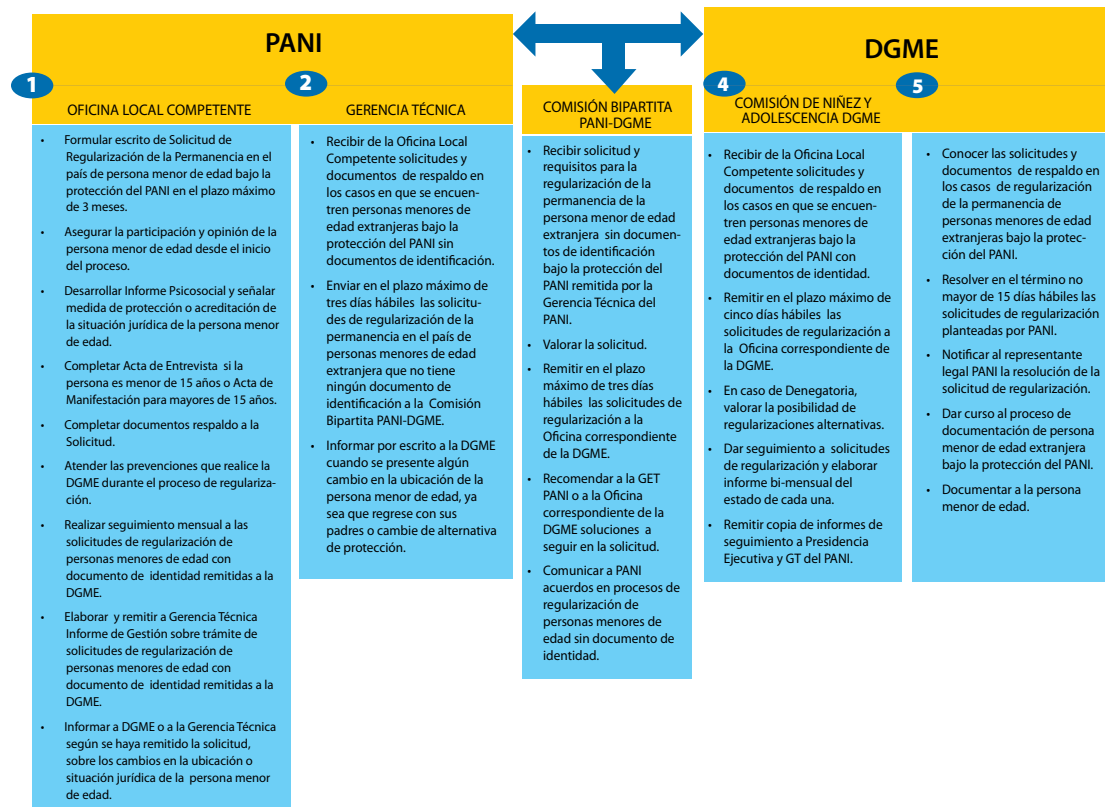 PANI
DGME
1
2
4
5
OFICINA LOCAL COMPETENTE
• Formular escrito de Solicitud de
Regularización de la Permanencia en el
país de persona menor de edad bajo la
protección del PANI en el plazo máximo
de 3 meses.
• Asegurar la participación y opinión de la
persona menor de edad desde el inicio
del proceso.
• Desarrollar Informe Psicosocial y señalar
medida de protección o acreditación de
la situación jurídica de la persona menor
de edad.
• Completar Acta de Entrevista si la
persona es menor de 15 años o Acta de
Manifestación para mayores de 15 años.
• Completar documentos respaldo a la
Solicitud.
• Atender las prevenciones que realice la
DGME durante el proceso de regulariza-
ción.
• Realizar seguimiento mensual a las
solicitudes de regularización de
personas menores de edad con
documento de identidad remitidas a la
DGME.
• Elaborar y remitir a Gerencia Técnica
Informe de Gestión sobre trámite de
solicitudes de regularización de
personas menores de edad con
documento de identidad remitidas a la
DGME.
• Informar a DGME o a la Gerencia Técnica
según se haya remitido la solicitud,
sobre los cambios en la ubicación o
situación jurídica de la persona menor
de edad.
GERENCIA TÉCNICA
• Recibir de la Oficina Local
Competente solicitudes y
documentos de respaldo en
los casos en que se encuen-
tren personas menores de
edad extranjeras bajo la
protección del PANI sin
documentos de identificación.
• Enviar en el plazo máximo de
tres días hábiles las solicitu-
des de regularización de la
permanencia en el país de
personas menores de edad
extranjera que no tiene
ningún documento de
identificación a la Comisión
Bipartita PANI-DGME.
• Informar por escrito a la DGME
cuando se presente algún
cambio en la ubicación de la
persona menor de edad, ya
sea que regrese con sus
padres o cambie de alternativa
de protección.
COMISIÓN BIPARTITA
PANI-DGME
• Recibir solicitud y
requisitos para la
regularización de la
permanencia de la
persona menor de edad
extranjera sin documen-
tos de identificación
bajo la protección del
PANI remitida por la
Gerencia Técnica del
PANI.
• Valorar la solicitud.
• Remitir en el plazo
máximo de tres días
hábiles las solicitudes de
regularización a la
Oficina correspondiente
de la DGME.
• Recomendar a la GET
PANI o a la Oficina
correspondiente de la
DGME soluciones a
seguir en la solicitud.
• Comunicar a PANI
acuerdos en procesos de
regularización de
personas menores de
edad sin documento de
identidad.
COMISIÓN DE NIÑEZ Y
ADOLESCENCIA DGME
• Recibir de la Oficina Local
Competente solicitudes y
documentos de respaldo en
los casos en que se encuen-
tren personas menores de
edad extranjeras bajo la
protección del PANI con
documentos de identidad.
• Remitir en el plazo máximo de
cinco días hábiles las
solicitudes de regularización a
la Oficina correspondiente de
la DGME.
• En caso de Denegatoria,
valorar la posibilidad de
regularizaciones alternativas.
• Dar seguimiento a solicitudes
de regularización y elaborar
informe bi-mensual del
estado de cada una.
• Remitir copia de informes de
seguimiento a Presidencia
Ejecutiva y GT del PANI.
• Conocer las solicitudes y
documentos de respaldo en
los casos de regularización
de la permanencia de
personas menores de edad
extranjeras bajo la protec-
ción del PANI.
• Resolver en el término no
mayor de 15 días hábiles las
solicitudes de regularización
planteadas por PANI.
• Notificar al representante
legal PANI la resolución de la
solicitud de regularización.
• Dar curso al proceso de
documentación de persona
menor de edad extranjera
bajo la protección del PANI.
• Documentar a la persona
menor de edad.